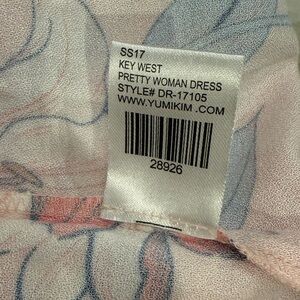 SS17
KEY WEST
PRETTY WOMAN DRESS
STYLE# DR-17105
WWW.YUMIKIM .COM
28926